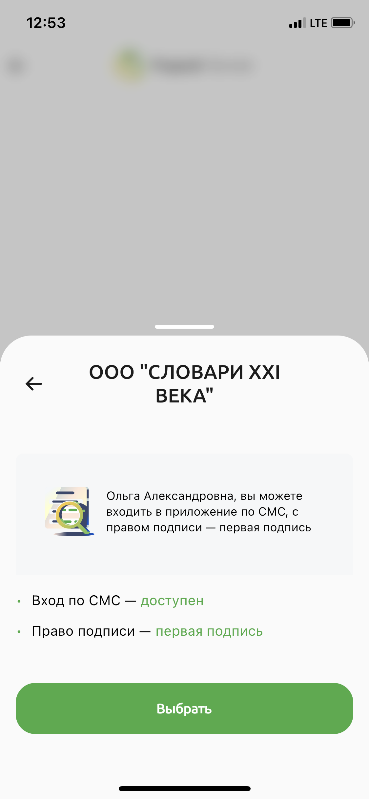 12:53
LTE
ООО "СЛОВАРИ XXI
ВЕКА"
Ольга Александровна, вы можете
входить в приложение по СМС, с
правом подписи — первая подпись
• Вход по СМС — доступен
• Право подписи — первая подпись
Выбрать